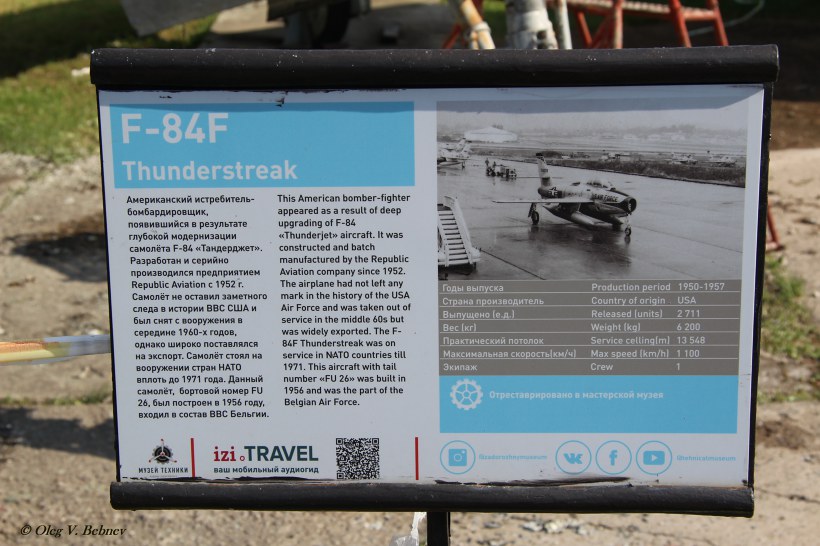 F-84F
Thunderstreak
Американский истребитель-
бомбардировщик,
появившийся в результате
глубокой модернизации
самолёта F-84 «Тандерджет».
Разработан и серийно
производился предприятием
Republic Aviation с 1952 г.
Самолёт не оставил заметного
следа в истории ВВС США и
был снят с вооружения в
середине 1960-х годов,
однако широко поставлялся
на экспорт. Самолёт стоял на
вооружении стран НАТО
вплоть до 1971 года. Данный
самолёт, бортовой номер FU
26, был построен в 1956 году,
входил в состав ВВС Бельгии.
This American bomber-fighter
appeared as a result of deep
upgrading of F-84
«Thunderjet» aircraft. It was
constructed and batch
manufactured by the Republic
Aviation company since 1952.
The airplane had not left any
mark in the history of the USA
Air Force and was taken out of
service in the middle 60s but
was widely exported. The F-
84F Thunderstreak was on
service in NATO countries till
1971. This aircraft with tail
number «FU 26» was built in
1956 and was the part of the
Belgian Air Force.
Годы выпуска Production period 1950-1957
Страна производитель Country of origin USA
Выпущено (е.д.) Released (units) 2 711
Вес (кг) Weight (kg) 6 200
Практический потолок Service celling(m) 13 548
Максимальная скорость(км/ч) Max speed (km/h) 1 100
Экипаж Crew 1
Отреставрировано в мастерской музея
МУЗЕЙ ТЕХНИКИ
izi.TRAVEL
ваш мобильный аудиогид
© Oleg V. Bebnev